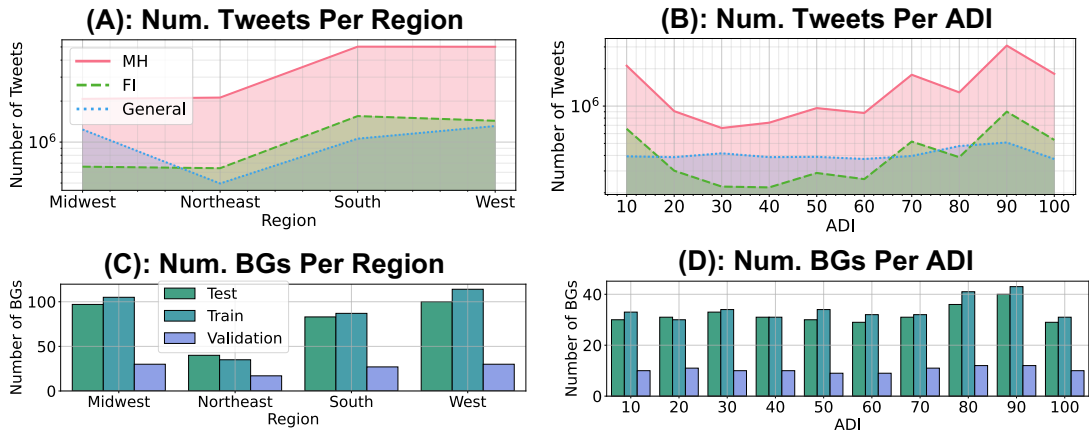 (A): Num. Tweets Per Region
Number of Tweets
MH
FI
General
10^6
Midwest Northeast South West
Region
(B): Num. Tweets Per ADI
Number of Tweets
10^6
10 20 30 40 50 60 70 80 90 100
ADI
(C): Num. BGs Per Region
Number of BGs
100
50
0
Test
Train
Validation
Midwest Northeast South West
Region
(D): Num. BGs Per ADI
Number of BGs
40
20
0
10 20 30 40 50 60 70 80 90 100
ADI